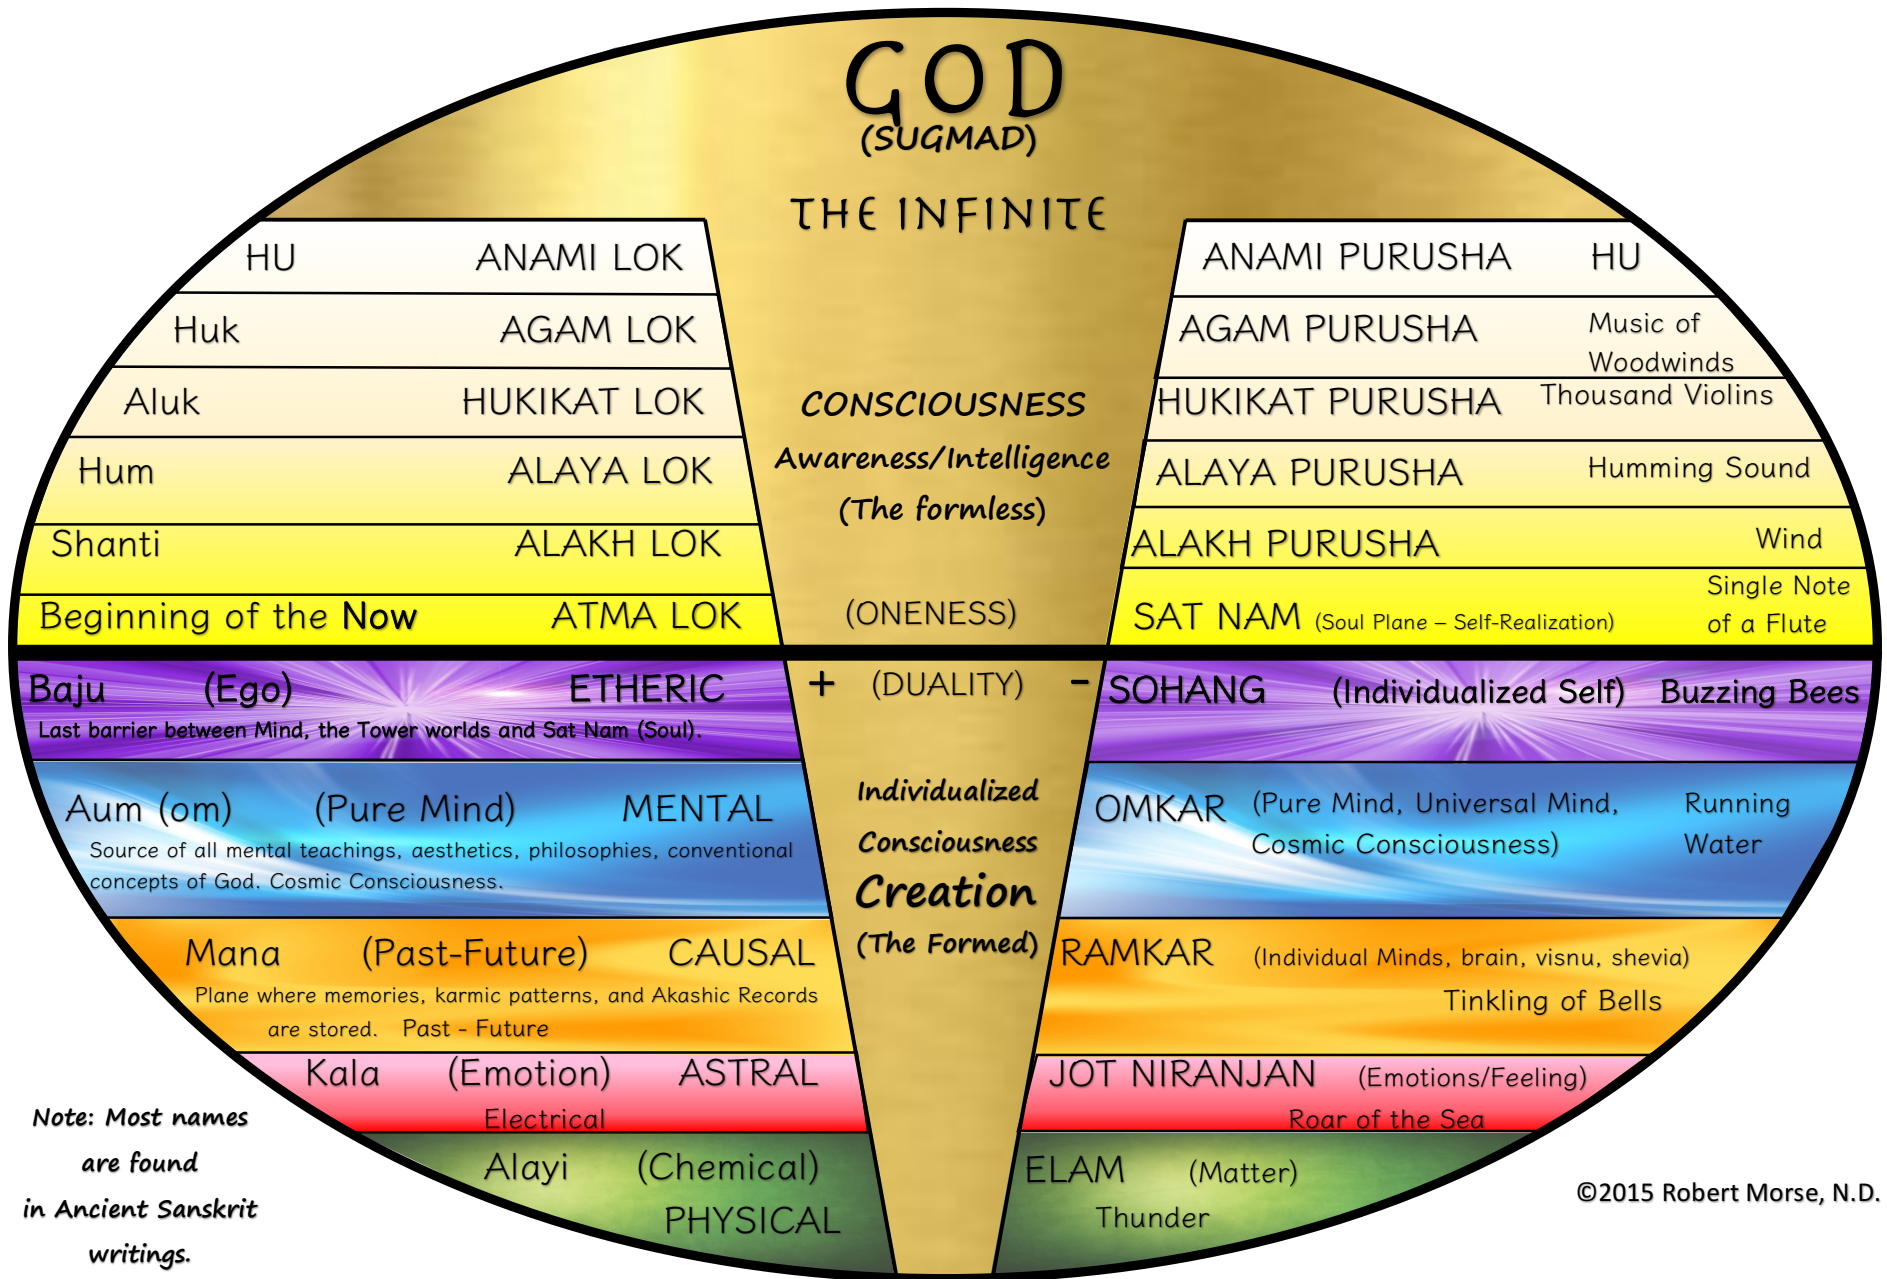 GOD
(SUGMAD)
THE INFINITE
HU ANAMI LOK
Huk AGAM LOK
Aluk HUKIKAT LOK
Hum ALAYA LOK
Shanti ALAKH LOK
Beginning of the Now ATMA LOK
CONSCIOUSNESS
Awareness/Intelligence
(The formless)
(ONENESS)
ANAMI PURUSHA HU
AGAM PURUSHA Music of
Woodwinds
HUKIKAT PURUSHA Thousand Violins
ALAYA PURUSHA Humming Sound
ALAKH PURUSHA Wind
SAT NAM (Soul Plane – Self-Realization) Single Note
of a Flute
Baju (Ego) ETHERIC
Last barrier between Mind, the Tower worlds and Sat Nam (Soul).
Aum (om) (Pure Mind) MENTAL
Source of all mental teachings, aesthetics, philosophies, conventional
concepts of God. Cosmic Consciousness.
Mana (Past-Future) CAUSAL
Plane where memories, karmic patterns, and Akashic Records
are stored. Past - Future
Kala (Emotion) ASTRAL
Electrical
Alayi (Chemical)
PHYSICAL
+ (DUALITY) -
Individualized
Consciousness
Creation
(The Formed)
SOHANG (Individualized Self) Buzzing Bees
OMKAR (Pure Mind, Universal Mind, Running
Cosmic Consciousness) Water
RAMKAR (Individual Minds, brain, visnu, shevia)
Tinkling of Bells
JOT NIRANJAN (Emotions/Feeling)
Roar of the Sea
ELAM (Matter)
Thunder
Note: Most names
are found
in Ancient Sanskrit
writings.
©2015 Robert Morse, N.D.